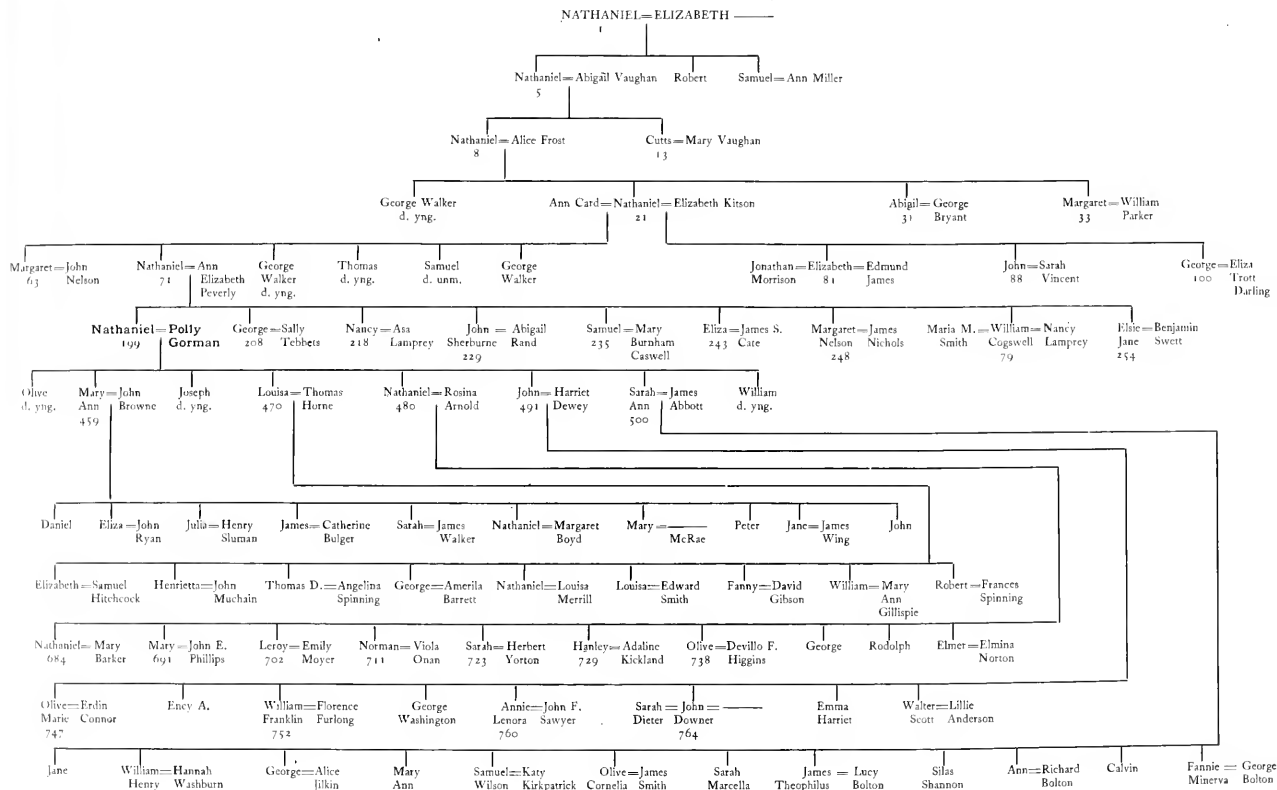 NATHANIEL=ELIZABETH ———
1
Nathaniel=Abigail Vaughan Robert Samuel=Ann Miller
5
Nathaniel=Alice Frost Cutts=Mary Vaughan
8 13
George Walker Ann Card=Nathaniel=Elizabeth Kitson Abigil=George Margaret=William
d. yng. 21 31 Bryant 33 Parker
Margaret=John Nathaniel=Ann George Thomas Samuel George Jonathan=Elizabeth=Edmund John=Sarah George=Eliza
63 Nelson 71 Elizabeth Walker d. yng. d. unm. Walker Morrison 81 James 88 Vincent 100 Trott
Peverly d. yng. Darling
Nathaniel=Polly George=Sally Nancy=Asa John = Abigail Samuel=Mary Eliza=James S. Margaret=James Maria M.=William=Nancy Elsie=Benjamin
199 Gorman 208 Tebbets 218 Lamprey Sherburne Rand 235 Burnham 243 Cate Nelson Nichols Smith Cogswell Lamprey Jane Swett
229 Caswell 248 79 254
Olive Mary=John Joseph Louisa=Thomas Nathaniel=Rosina John=Harriet Sarah=James William
d. yng. Ann Browne d. yng. 470 Horne 480 Arnold 491 Dewey Ann Abbott d. yng.
459 500
Daniel Eliza=John Julia=Henry James=Catherine Sarah=James Nathaniel=Margaret Mary=——— Peter Jane=James John
Ryan Sluman Bulger Walker Boyd McRae Wing
Elizabeth=Samuel Henrietta=John Thomas D.=Angelina George=Amerila Nathaniel=Louisa Louisa=Edward Fanny=David William=Mary Robert=Frances
Hitchcock Muchain Spinning Barrett Merrill Smith Gibson Ann Spinning
Gillispie
Nathaniel=Mary Mary=John E. Leroy=Emily Norman=Viola Sarah=Herbert Hanley=Adaline Olive=Devillo F. George Rodolph Elmer=Elmina
684 Barker 691 Phillips 702 Moyer 711 Onan 723 Yorton 729 Kickland 738 Higgins Norton
Olive=Erdin Ency A. William=Florence George Annie=John F. Sarah=John=——— Emma Walter=Lillie
Marie Connor Franklin Furlong Washington Lenora Sawyer Dieter Downer Harriet Scott Anderson
747 752 760 764
Jane William=Hannah George=Alice Mary Samuel=Katy Olive=James Sarah James = Lucy Silas Ann=Richard Calvin Fannie = George
Henry Washburn Jilkin Ann Wilson Kirkpatrick Cornelia Smith Marcella Theophilus Bolton Shannon Bolton Minerva Bolton